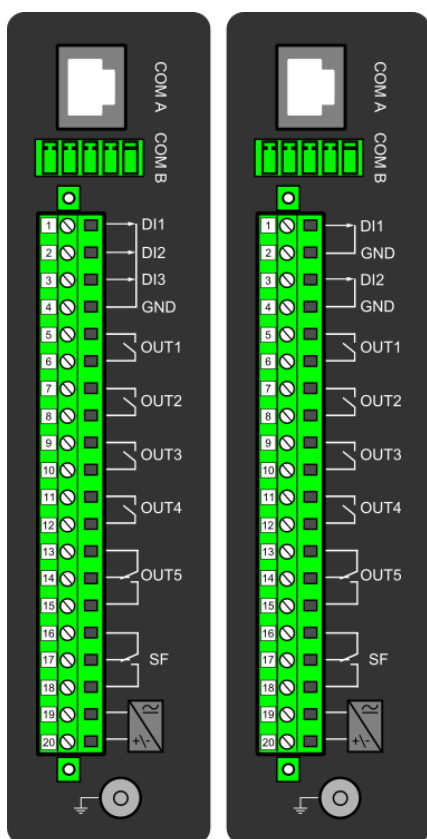 COM A
COM B
1 DI1
2 DI2
3 DI3
4 GND
5
OUT1
6
7
OUT2
8
9
OUT3
10
11
OUT4
12
13
14 OUT5
15
16
17 SF
18
19
20 +/-
COM A
COM B
1 DI1
2 GND
3 DI2
4 GND
5
OUT1
6
7
OUT2
8
9
OUT3
10
11
OUT4
12
13
14 OUT5
15
16
17 SF
18
19
20 +/-